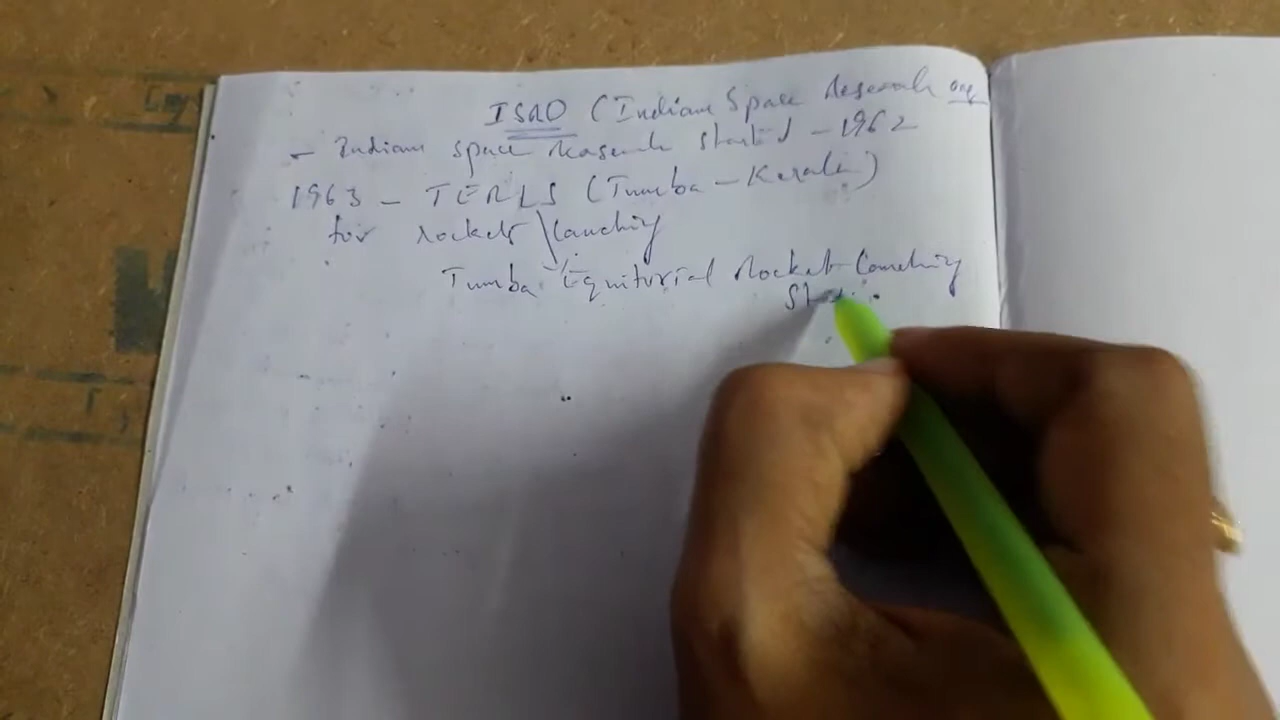 ISRO (Indian Space Research org
- Indian space Research started - 1962
1963 - TERLS (Tumba - Kerala)
for rockets launching
Tumba Equitorial Rocket Launching